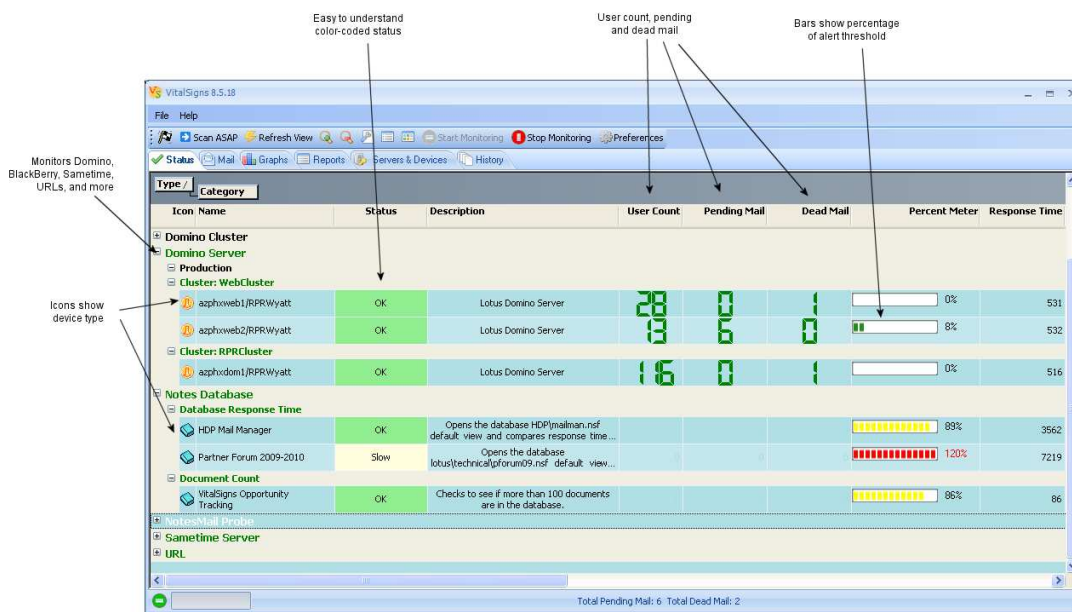 Easy to understand
color-coded status
User count, pending
and dead mail
Bars show percentage
of alert threshold
VitalSigns 8.5.18
File Help
Scan ASAP Refresh View Start Monitoring Stop Monitoring Preferences
Status Mail Graphs Reports Servers & Devices History
Monitors Domino,
BlackBerry, Sametime,
URLs, and more
Type /
Category
Icon Name Status Description User Count Pending Mail Dead Mail Percent Meter Response Time
Domino Cluster
Domino Server
Production
Cluster: WebCluster
Icons show
device type
azphxweb1/RPRWyatt OK Lotus Domino Server 28 0 1 0% 531
azphxweb2/RPRWyatt OK Lotus Domino Server 13 6 0 8% 532
Cluster: RPRCluster
azphxdom1/RPRWyatt OK Lotus Domino Server 116 0 1 0% 516
Notes Database
Database Response Time
HDP Mail Manager OK Opens the database HDP\mailman.nsf
default view and compares response time... 89% 3562
Partner Forum 2009-2010 Slow Opens the database
lotus\technical\pforum09.nsf default view... 0 0 0 120% 7219
Document Count
VitalSigns Opportunity
Tracking OK Checks to see if more than 100 documents
are in the database. 86% 86
NotesMail Probe
Sametime Server
URL
Total Pending Mail: 6 Total Dead Mail: 2